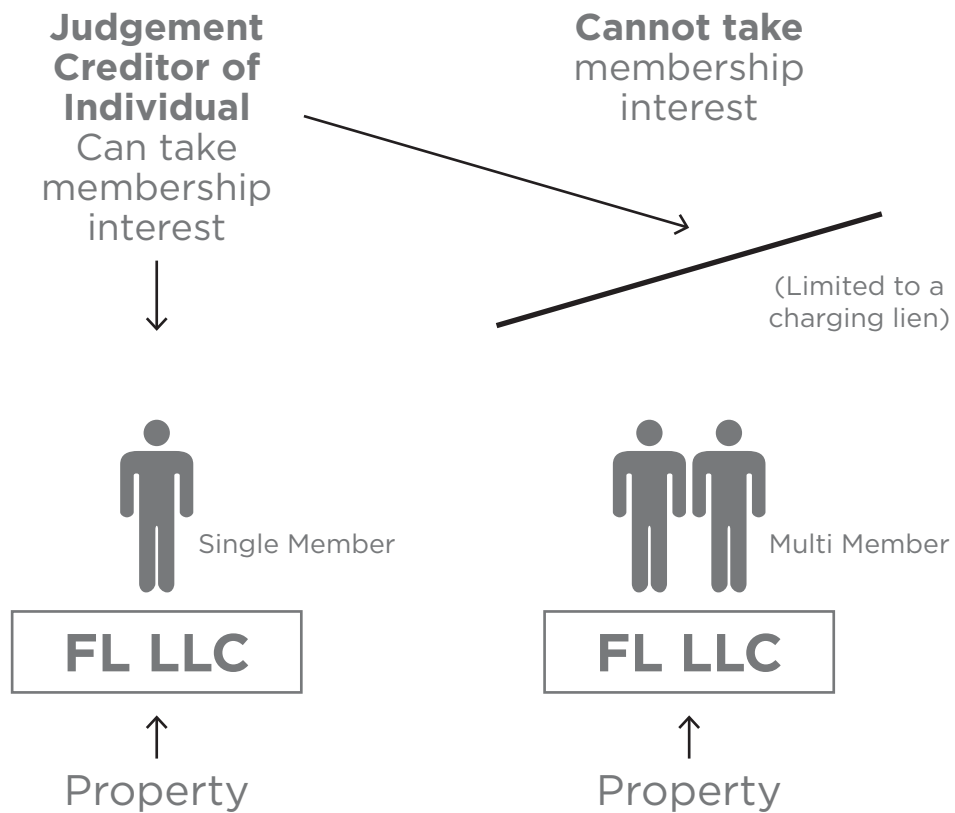 Judgement
Creditor of
Individual
Can take
membership
interest
Cannot take
membership
interest
(Limited to a
charging lien)
Single Member
Multi Member
FL LLC
FL LLC
Property
Property